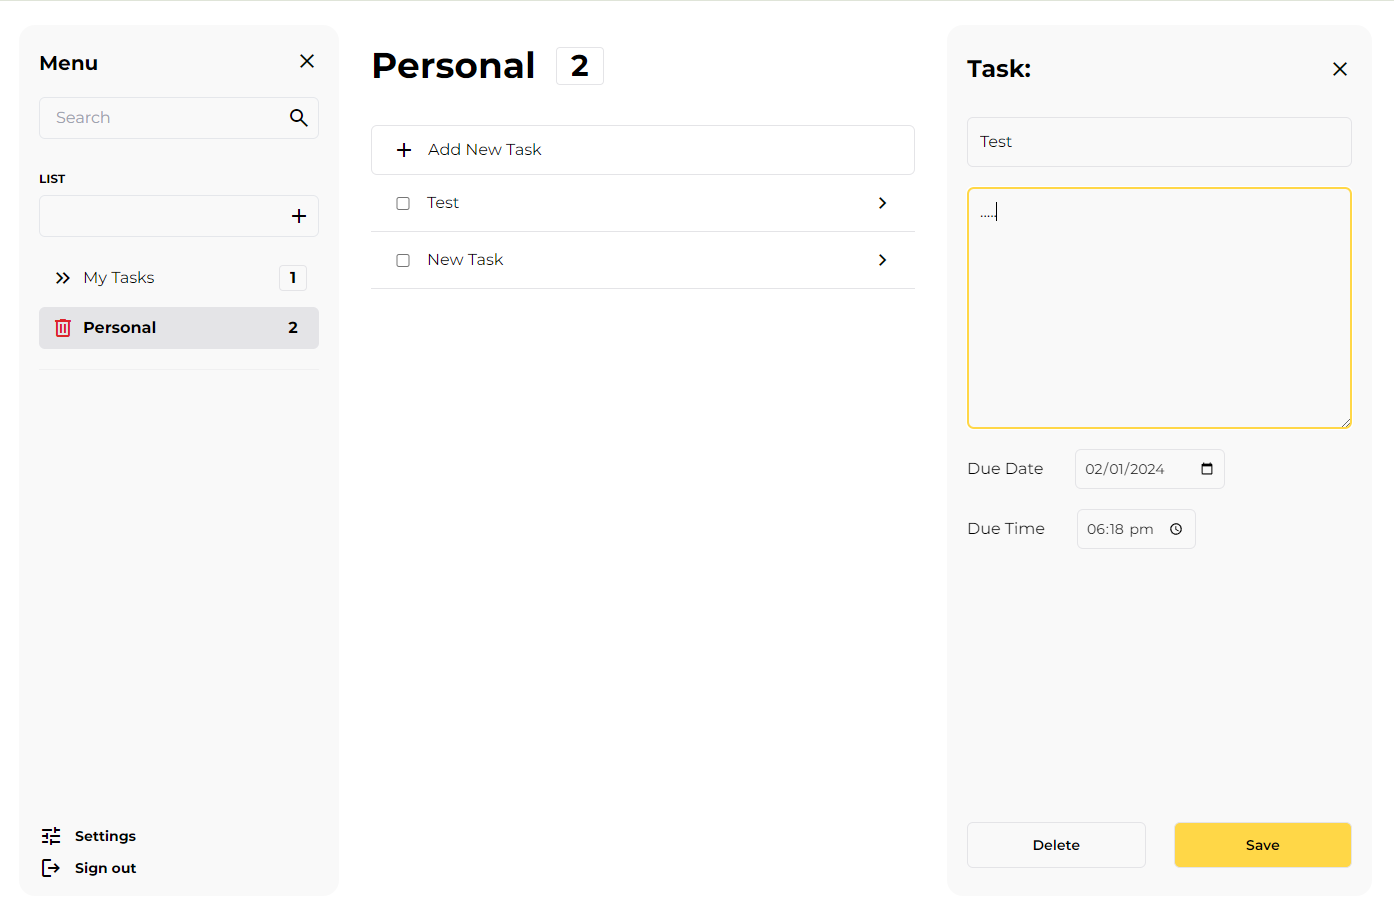 Menu
Search
LIST
My Tasks 1
Personal 2
Settings
Sign out
Personal 2
Add New Task
Test
New Task
Task:
Test
.....
Due Date 02/01/2024
Due Time 06:18 pm
Delete Save